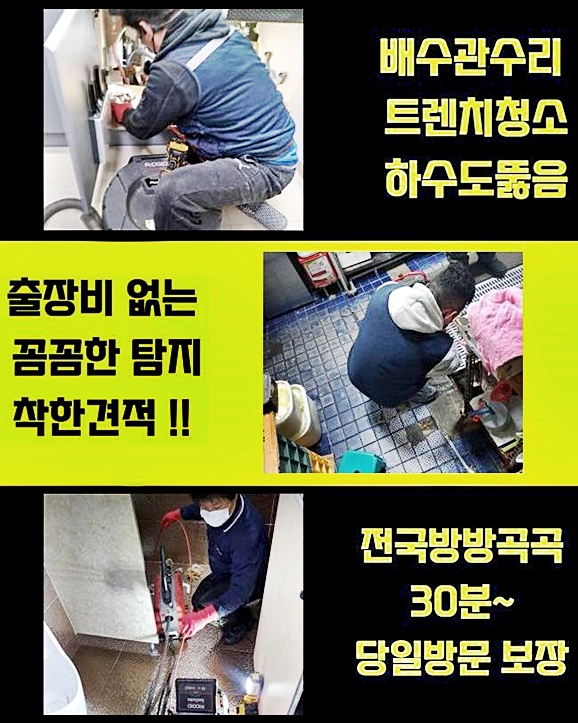 배수관수리
트렌치청소
하수도뚫음
출장비 없는
꼼꼼한 탐지
착한견적 !!
전국방방곡곡
30분~
당일방문 보장
RIDGID
RIDGID